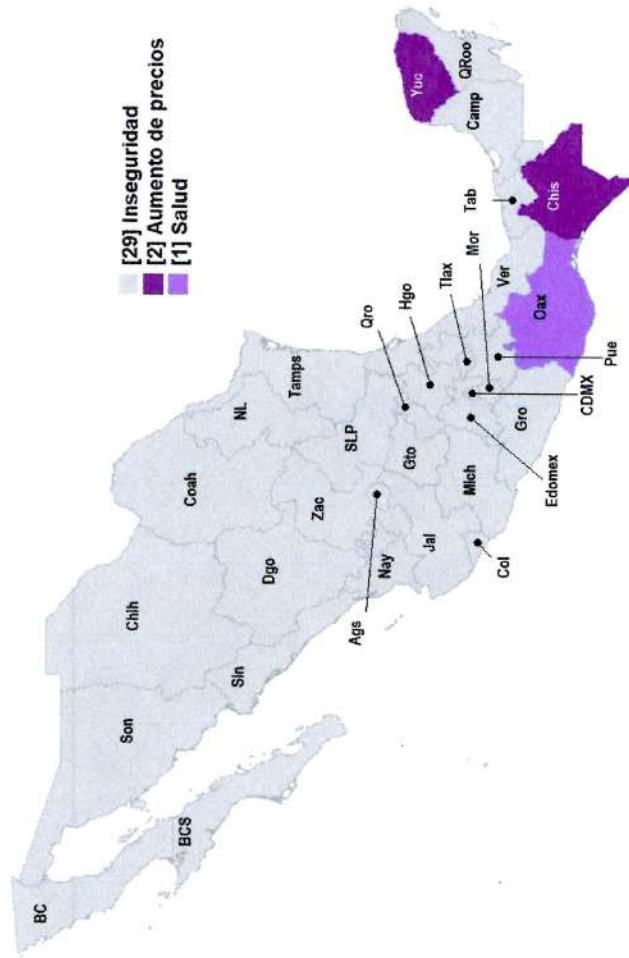 [29] Inseguridad
[2] Aumento de precios
[1] Salud
BC
BCS
Son
Chih
Sin
Dgo
Coah
NL
Tamps
Zac
SLP
Nay
Ags
Jal
Gto
Qro
Hgo
Col
Mich
Edomex
CDMX
Tlax
Mor
Gro
Pue
Ver
Oax
Tab
Chis
Camp
Yuc
QRoo